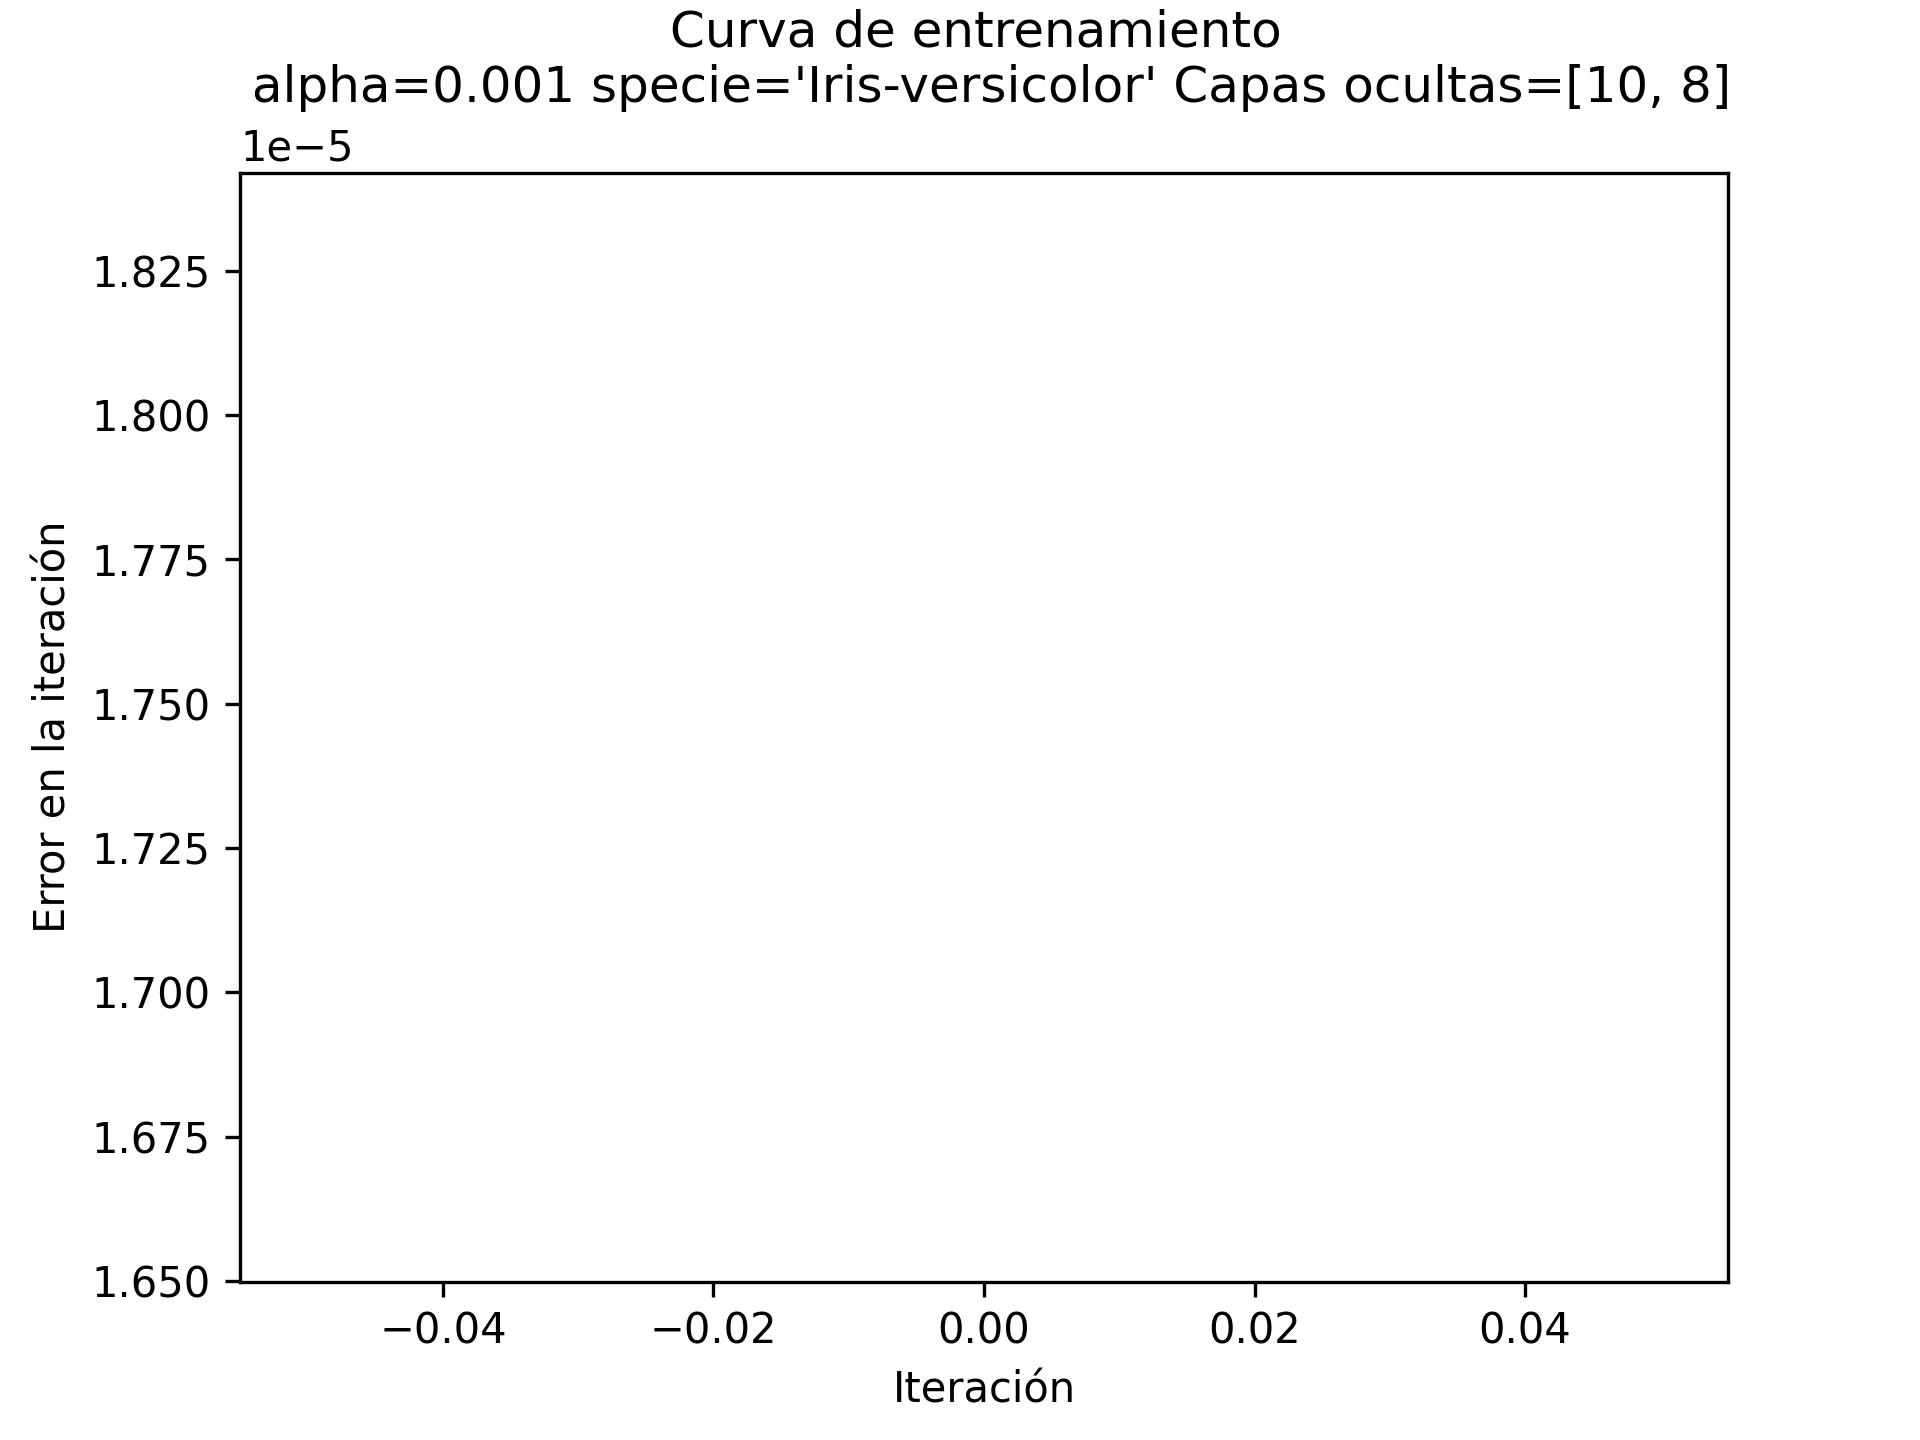 Curva de entrenamiento
alpha=0.001 specie='Iris-versicolor' Capas ocultas=[10, 8]
1e−5
1.825
1.800
1.775
1.750
1.725
1.700
1.675
1.650
Error en la iteración
−0.04
−0.02
0.00
0.02
0.04
Iteración